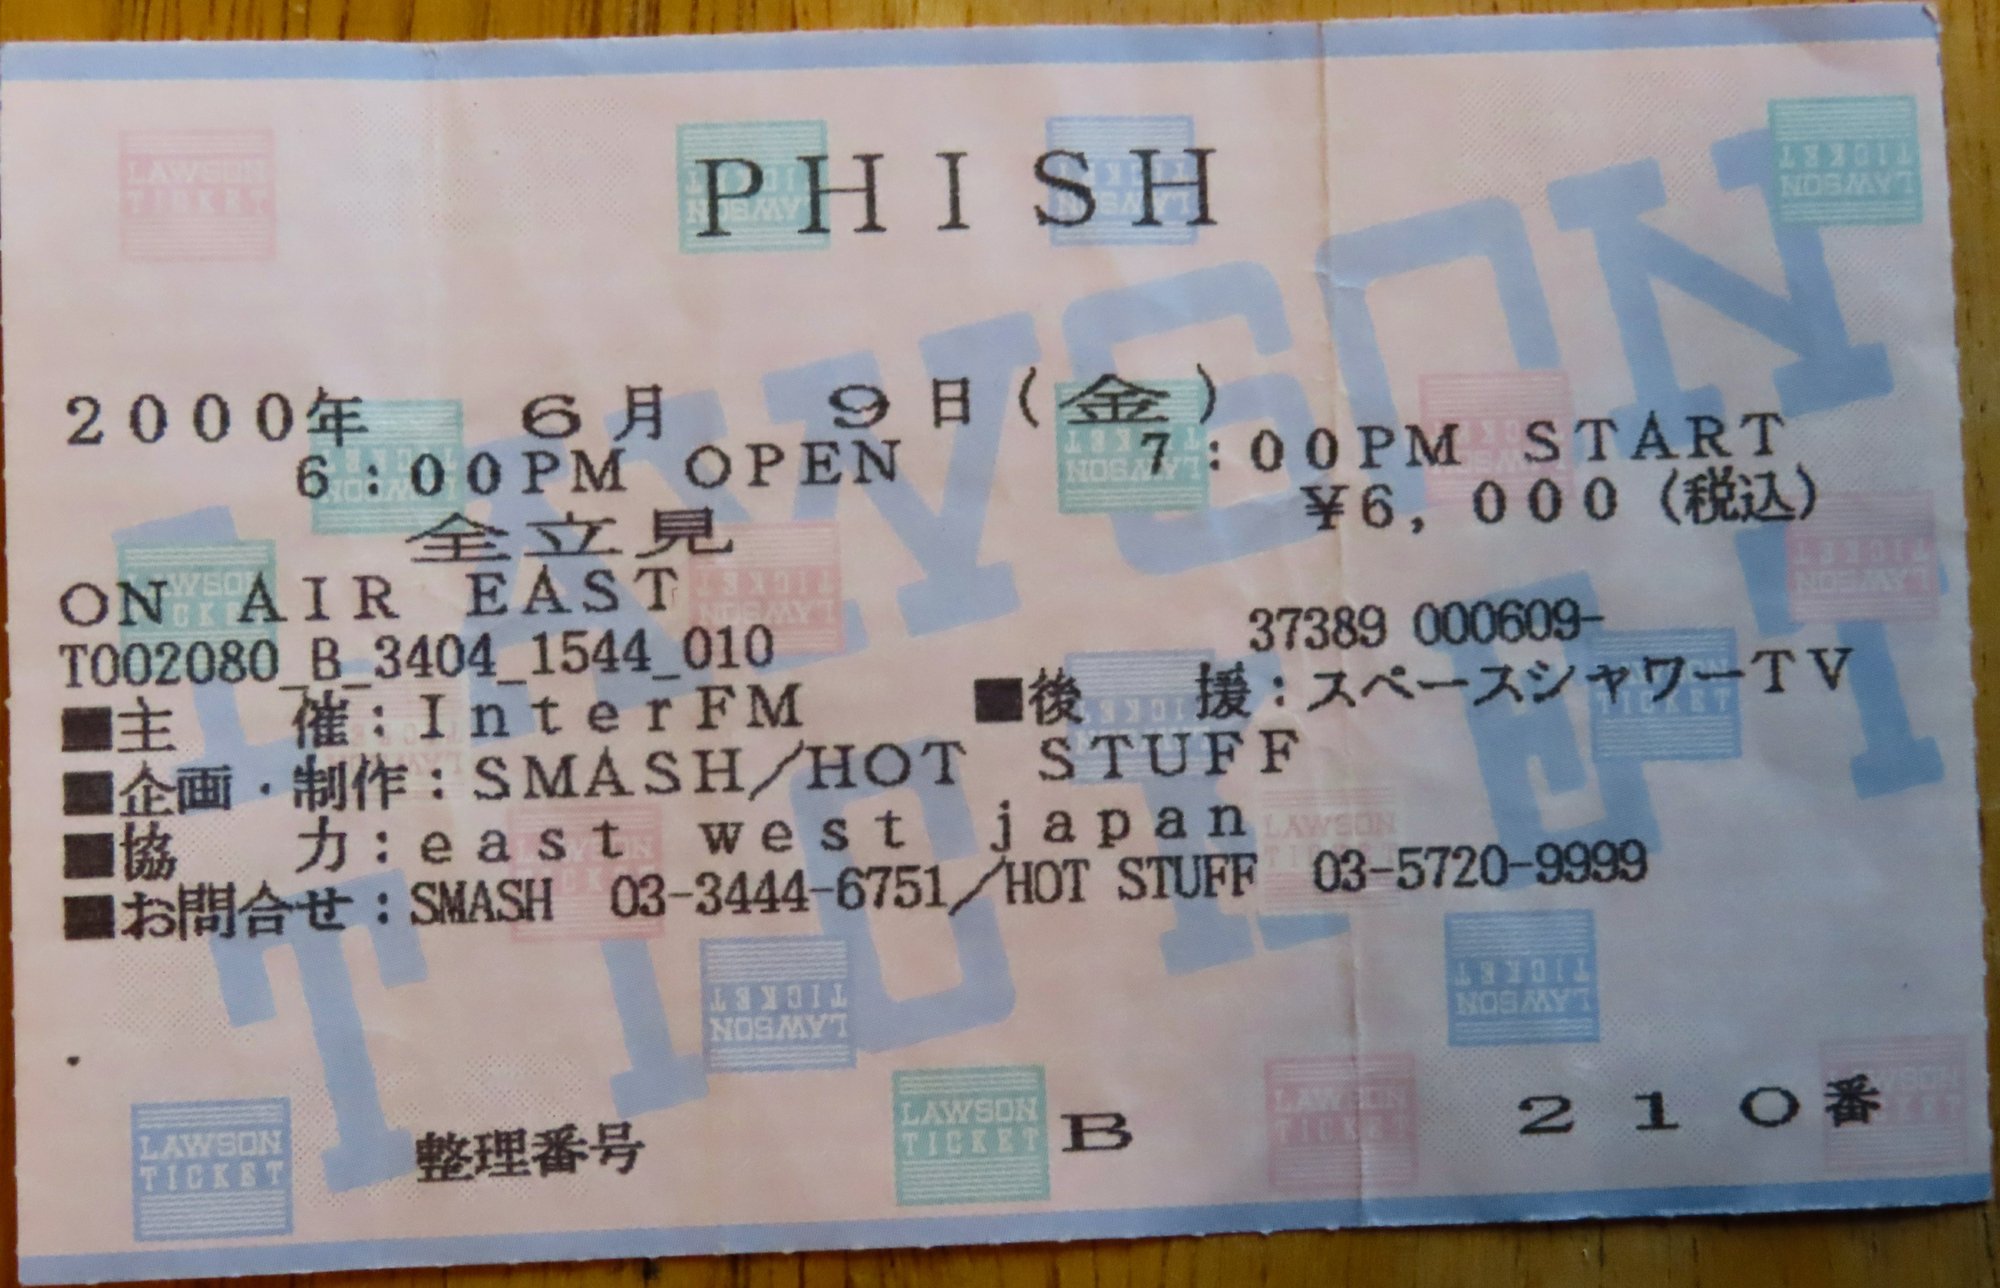 PHISH
2000年 6月 9日(金)
6:00PM OPEN 7:00PM START
全立見 ¥6,000(税込)
ON AIR EAST
37389 000609-
T002080_B_3404_1544_010
■主 催:InterFM ■後 援:スペースシャワーTV
■企画・制作:SMASH/HOT STUFF
■協 力:east west japan
■お問合せ:SMASH 03-3444-6751/HOT STUFF 03-5720-9999
整理番号 B 210番
LAWSON TICKET